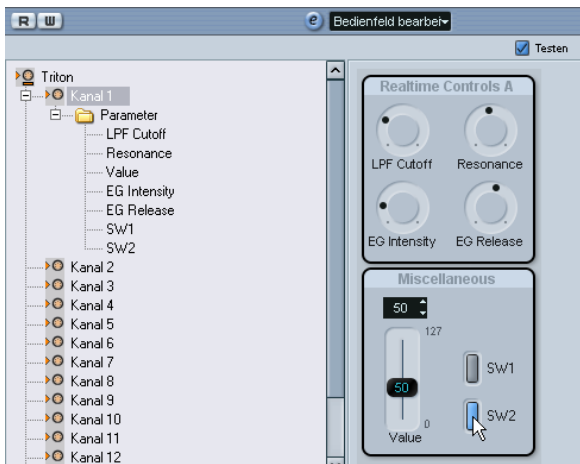 R W e Bedienfeld bearbei
Testen
Triton
Kanal 1
Parameter
LPF Cutoff
Resonance
Value
EG Intensity
EG Release
SW1
SW2
Kanal 2
Kanal 3
Kanal 4
Kanal 5
Kanal 6
Kanal 7
Kanal 8
Kanal 9
Kanal 10
Kanal 11
Kanal 12
Realtime Controls A
LPF Cutoff Resonance
EG Intensity EG Release
Miscellaneous
50
127
50
0
Value
SW1
SW2